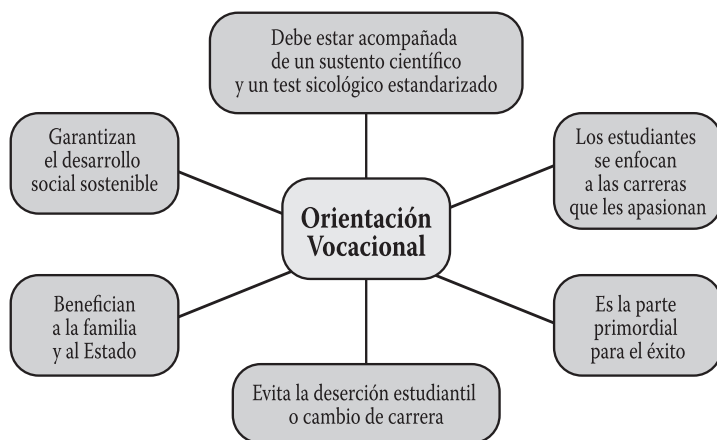 Debe estar acompañada
de un sustento científico
y un test sicológico estandarizado
Garantizan
el desarrollo
social sostenible
Los estudiantes
se enfocan
a las carreras
que les apasionan
Orientación
Vocacional
Benefician
a la familia
y al Estado
Es la parte
primordial
para el éxito
Evita la deserción estudiantil
o cambio de carrera